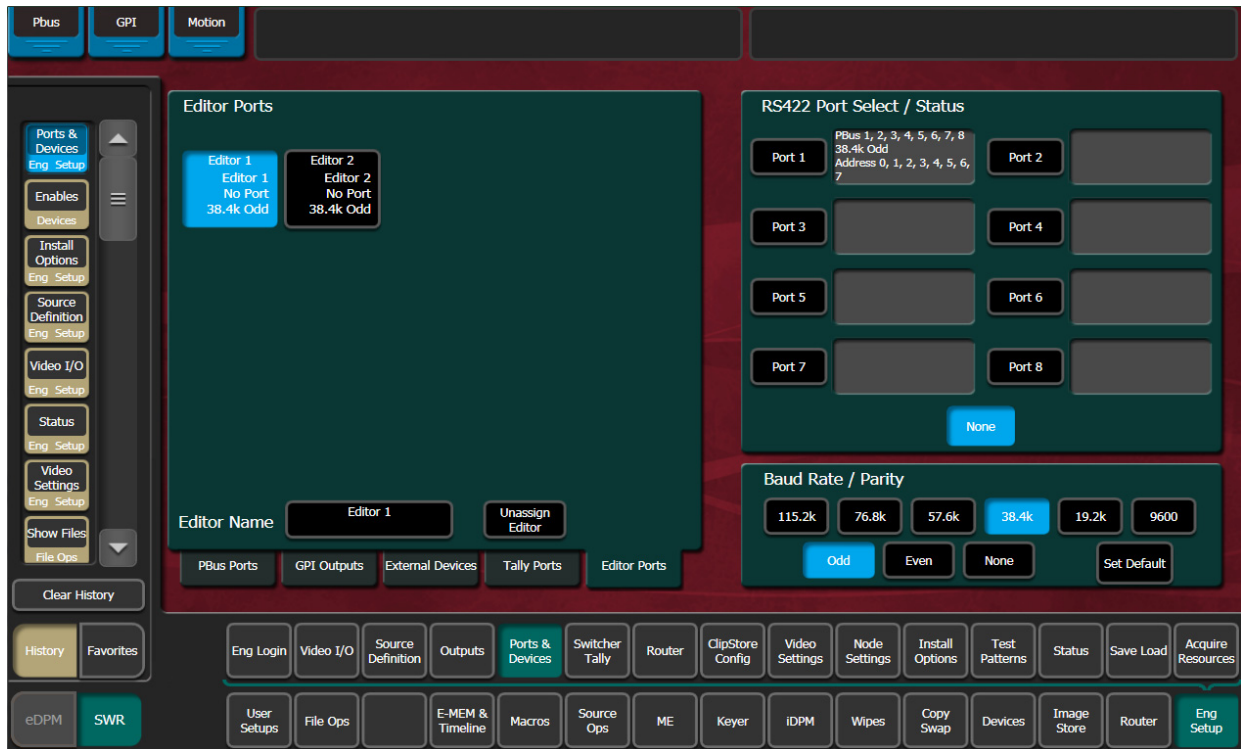 Pbus
GPI
Motion
Editor Ports
RS422 Port Select / Status
Ports &
Devices
Eng Setup
Enables
Devices
Install
Options
Eng Setup
Source
Definition
Eng Setup
Video I/O
Eng Setup
Status
Eng Setup
Video
Settings
Eng Setup
Show Files
File Ops
Clear History
History
Favorites
eDPM
SWR
Editor 1
Editor 1
No Port
38.4k Odd
Editor 2
Editor 2
No Port
38.4k Odd
Editor Name
Editor 1
Unassign
Editor
PBus Ports
GPI Outputs
External Devices
Tally Ports
Editor Ports
Port 1
PBus 1, 2, 3, 4, 5, 6, 7, 8
38.4k Odd
Address 0, 1, 2, 3, 4, 5, 6,
7
Port 2
Port 3
Port 4
Port 5
Port 6
Port 7
Port 8
None
Baud Rate / Parity
115.2k
76.8k
57.6k
38.4k
19.2k
9600
Odd
Even
None
Set Default
Eng Login
Video I/O
Source
Definition
Outputs
Ports &
Devices
Switcher
Tally
Router
ClipStore
Config
Video
Settings
Node
Settings
Install
Options
Test
Patterns
Status
Save Load
Acquire
Resources
User
Setups
File Ops
E-MEM &
Timeline
Macros
Source
Ops
ME
Keyer
iDPM
Wipes
Copy
Swap
Devices
Image
Store
Router
Eng
Setup